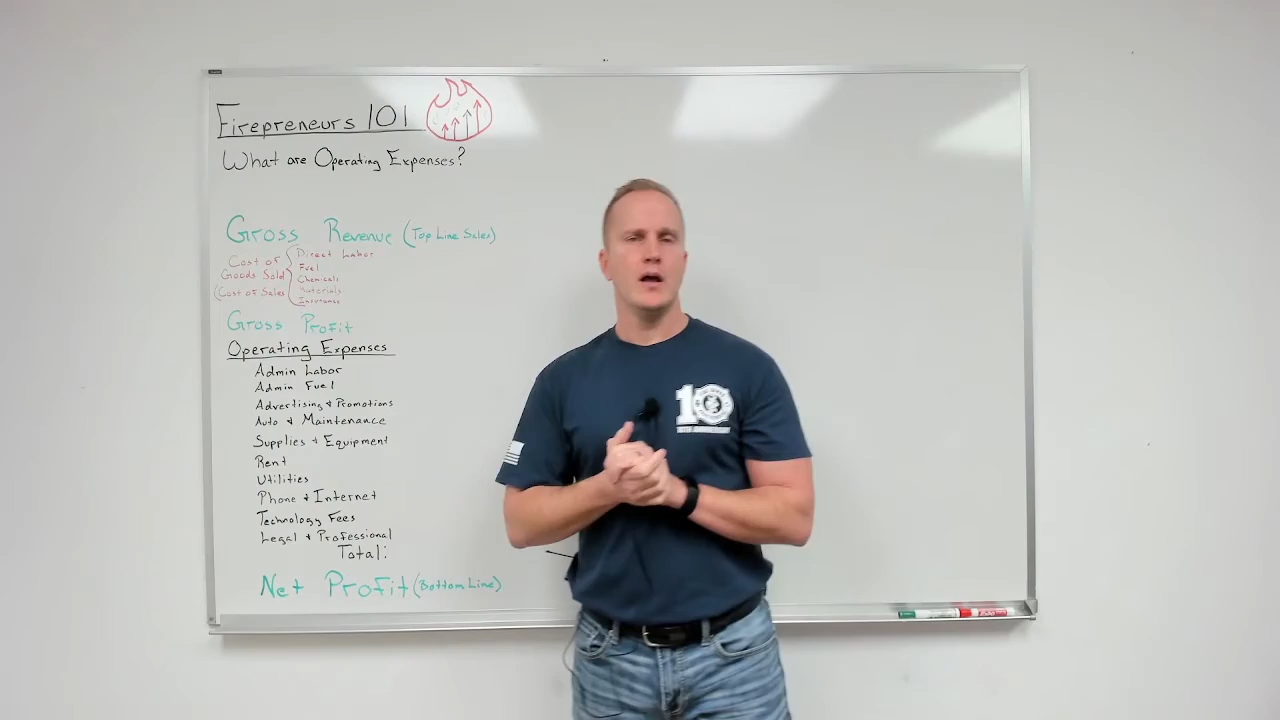 Firepreneurs 101
What are Operating Expenses?
Gross Revenue (Top Line Sales)
Cost of
Goods Sold
(Cost of Sales
Direct Labor
Fuel
Chemicals
Materials
Insurance
Gross Profit
Operating Expenses
Admin Labor
Admin Fuel
Advertising & Promotions
Auto & Maintenance
Supplies & Equipment
Rent
Utilities
Phone & Internet
Technology Fees
Legal & Professional
Total:
Net Profit (Bottom Line)
10